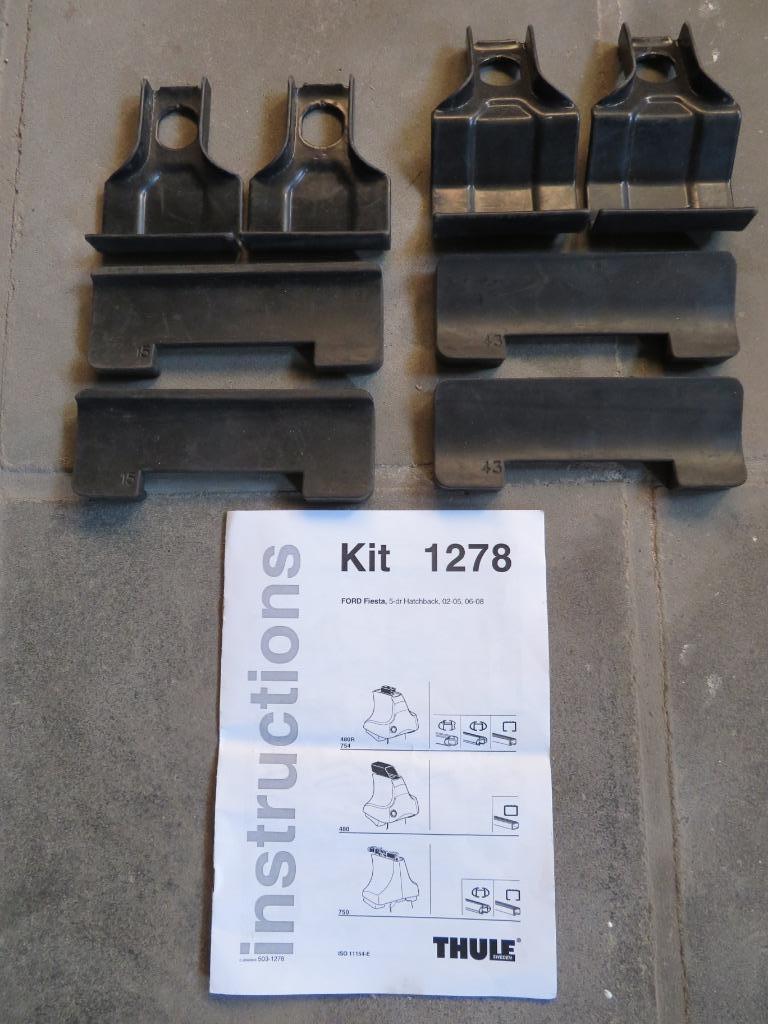 15
43
15
43
instructions
Kit 1278
FORD Fiesta, 5-dr Hatchback, 02-05, 06-08
480R
754
480
750
503-1278
ISO 11154-E
THULE®
SWEDEN